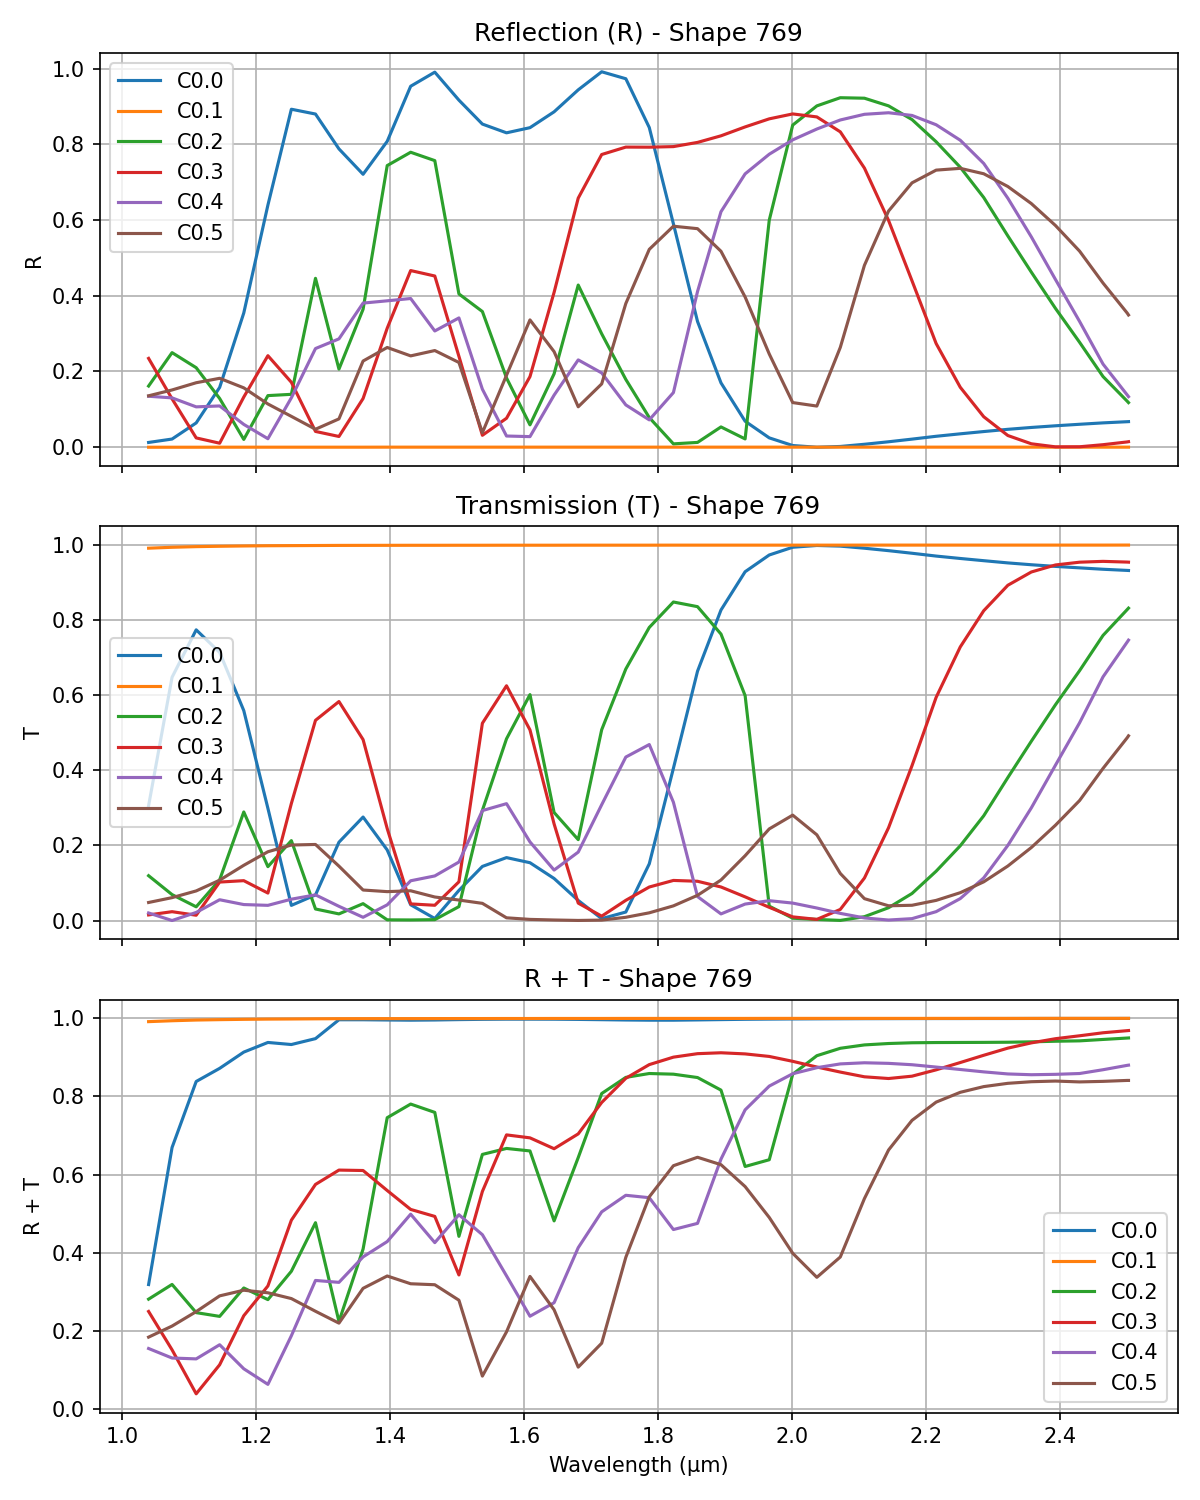 Reflection (R) - Shape 769
1.0
0.8
0.6
0.4
0.2
0.0
R
C0.0
C0.1
C0.2
C0.3
C0.4
C0.5
Transmission (T) - Shape 769
1.0
0.8
0.6
0.4
0.2
0.0
T
C0.0
C0.1
C0.2
C0.3
C0.4
C0.5
R + T - Shape 769
1.0
0.8
0.6
0.4
0.2
0.0
R + T
C0.0
C0.1
C0.2
C0.3
C0.4
C0.5
1.0 1.2 1.4 1.6 1.8 2.0 2.2 2.4
Wavelength (μm)